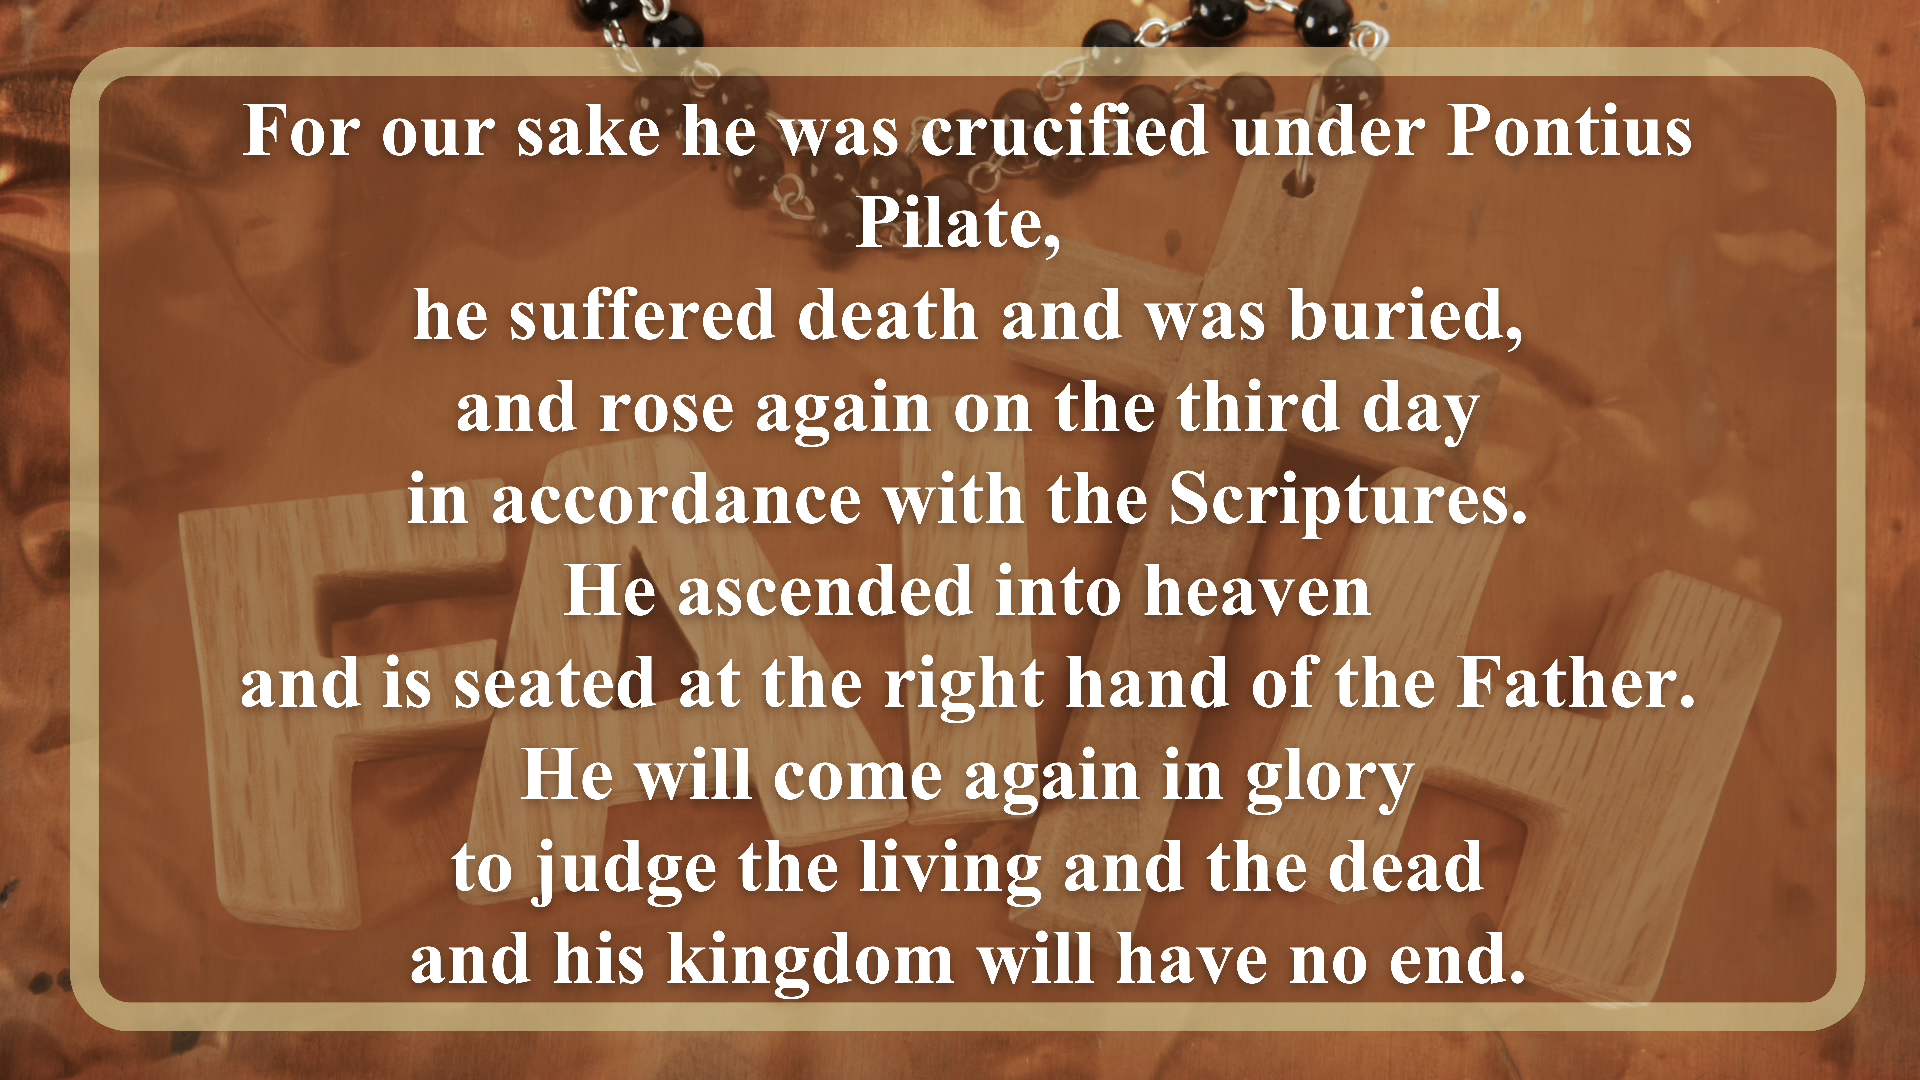 For our sake he was crucified under Pontius
Pilate,
he suffered death and was buried,
and rose again on the third day
in accordance with the Scriptures.
He ascended into heaven
and is seated at the right hand of the Father.
He will come again in glory
to judge the living and the dead
and his kingdom will have no end.
FAITH